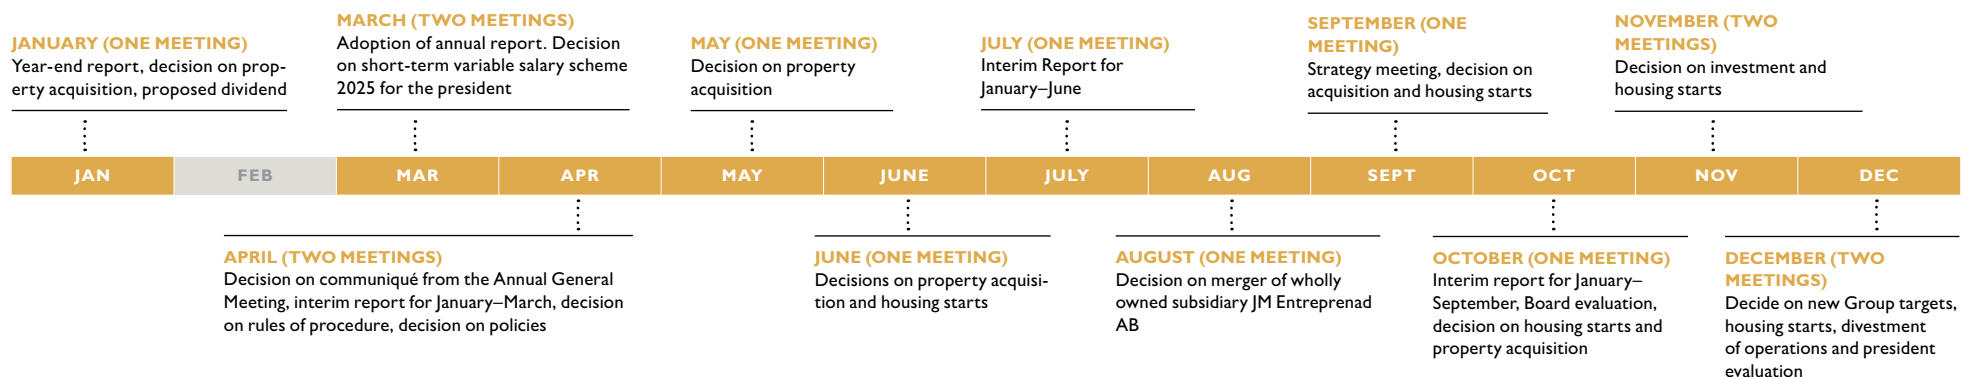 JANUARY (ONE MEETING)
Year-end report, decision on prop-
erty acquisition, proposed dividend
MARCH (TWO MEETINGS)
Adoption of annual report. Decision
on short-term variable salary scheme
2025 for the president
MAY (ONE MEETING)
Decision on property
acquisition
JULY (ONE MEETING)
Interim Report for
January–June
SEPTEMBER (ONE
MEETING)
Strategy meeting, decision on
acquisition and housing starts
NOVEMBER (TWO
MEETINGS)
Decision on investment and
housing starts
JAN FEB MAR APR MAY JUNE JULY AUG SEPT OCT NOV DEC
APRIL (TWO MEETINGS)
Decision on communiqué from the Annual General
Meeting, interim report for January–March, decision
on rules of procedure, decision on policies
JUNE (ONE MEETING)
Decisions on property acquisi-
tion and housing starts
AUGUST (ONE MEETING)
Decision on merger of wholly
owned subsidiary JM Entreprenad
AB
OCTOBER (ONE MEETING)
Interim report for January–
September, Board evaluation,
decision on housing starts and
property acquisition
DECEMBER (TWO
MEETINGS)
Decide on new Group targets,
housing starts, divestment
of operations and president
evaluation